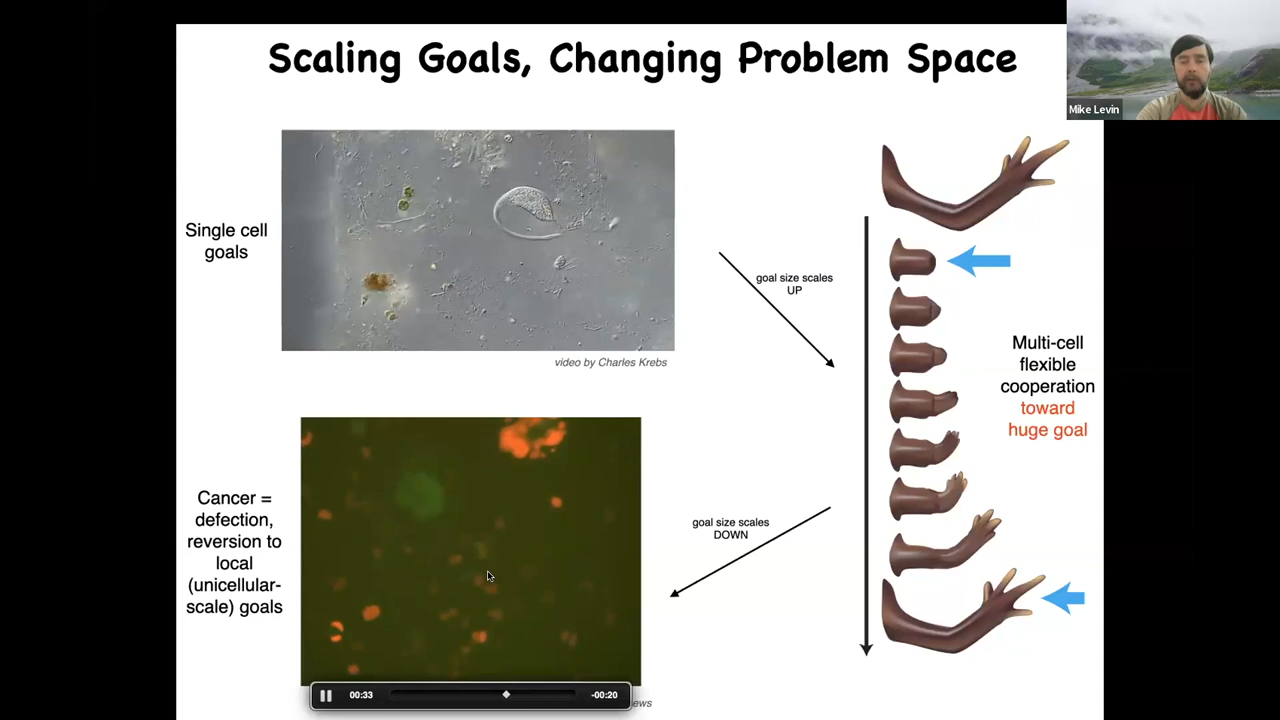 Scaling Goals, Changing Problem Space
Mike Levin
Single cell
goals
video by Charles Krebs
goal size scales
UP
Multi-cell
flexible
cooperation
toward
huge goal
Cancer =
defection,
reversion to
local
(unicellular-
scale) goals
goal size scales
DOWN
00:33
-00:20